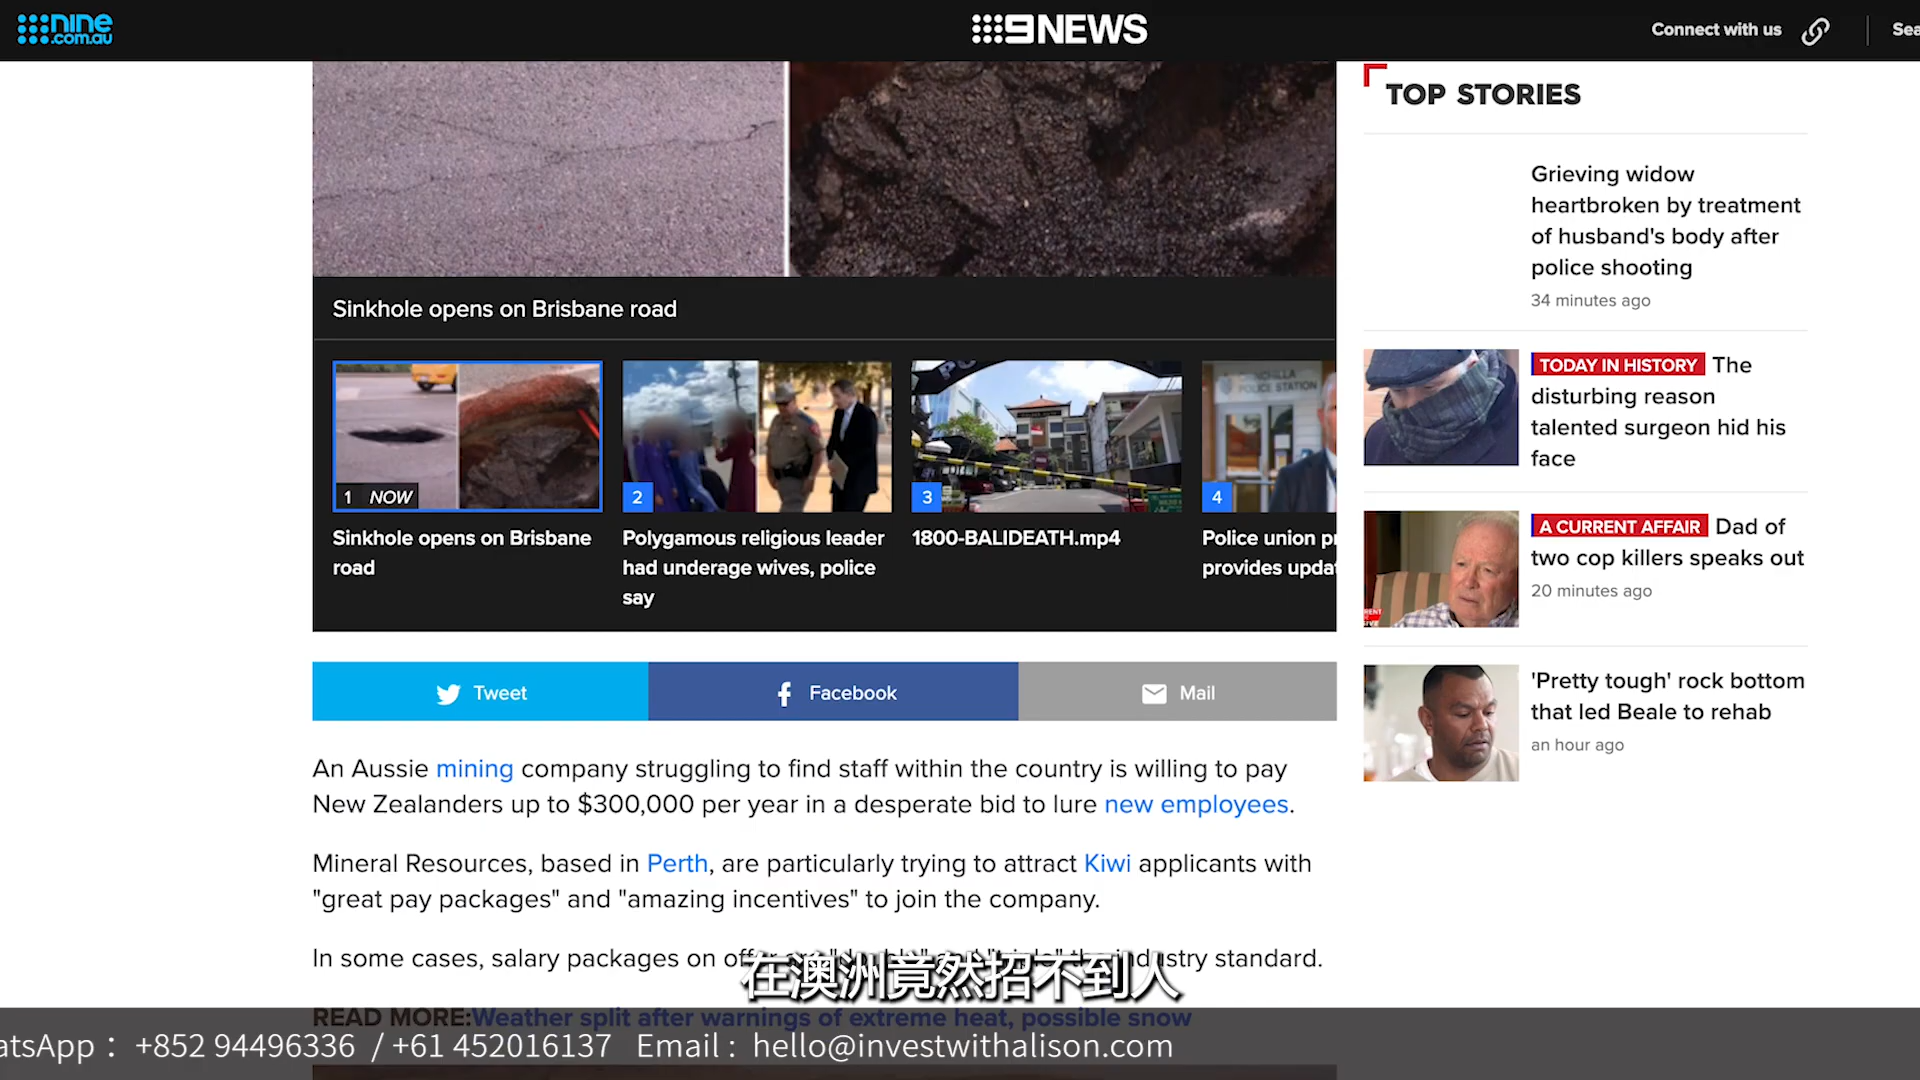 nine
.com.au
9NEWS
Connect with us
Sinkhole opens on Brisbane road
1 NOW
Sinkhole opens on Brisbane
road
2
Polygamous religious leader
had underage wives, police
say
3
1800-BALIDEATH.mp4
POLICE STATION
4
Police union
provides
Tweet
Facebook
Mail
An Aussie mining company struggling to find staff within the country is willing to pay
New Zealanders up to $300,000 per year in a desperate bid to lure new employees.
Mineral Resources, based in Perth, are particularly trying to attract Kiwi applicants with
"great pay packages" and "amazing incentives" to join the company.
In some cases, salary packages on industry standard.
在澳洲竟然招不到人
READ MORE:Weather split after warnings of extreme heat, possible snow
atsApp： +852 94496336 / +61 452016137 Email : hello@investwithalison.com
TOP STORIES
Grieving widow
heartbroken by treatment
of husband's body after
police shooting
34 minutes ago
TODAY IN HISTORY The
disturbing reason
talented surgeon hid his
face
A CURRENT AFFAIR Dad of
two cop killers speaks out
20 minutes ago
'Pretty tough' rock bottom
that led Beale to rehab
an hour ago